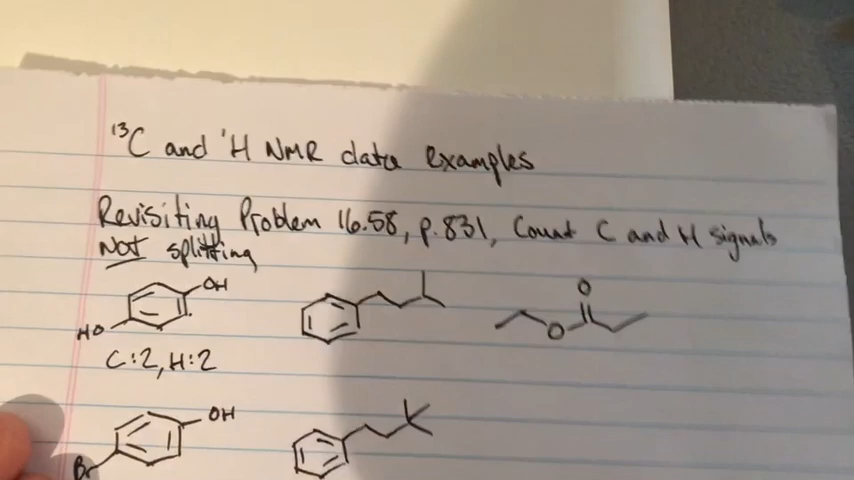 ¹³C and ¹H NMR data examples
Revisiting Problem 16.58, p.831, Count C and H signals
Not splitting
OH
HO
O
O
C:2, H:2
OH
Br